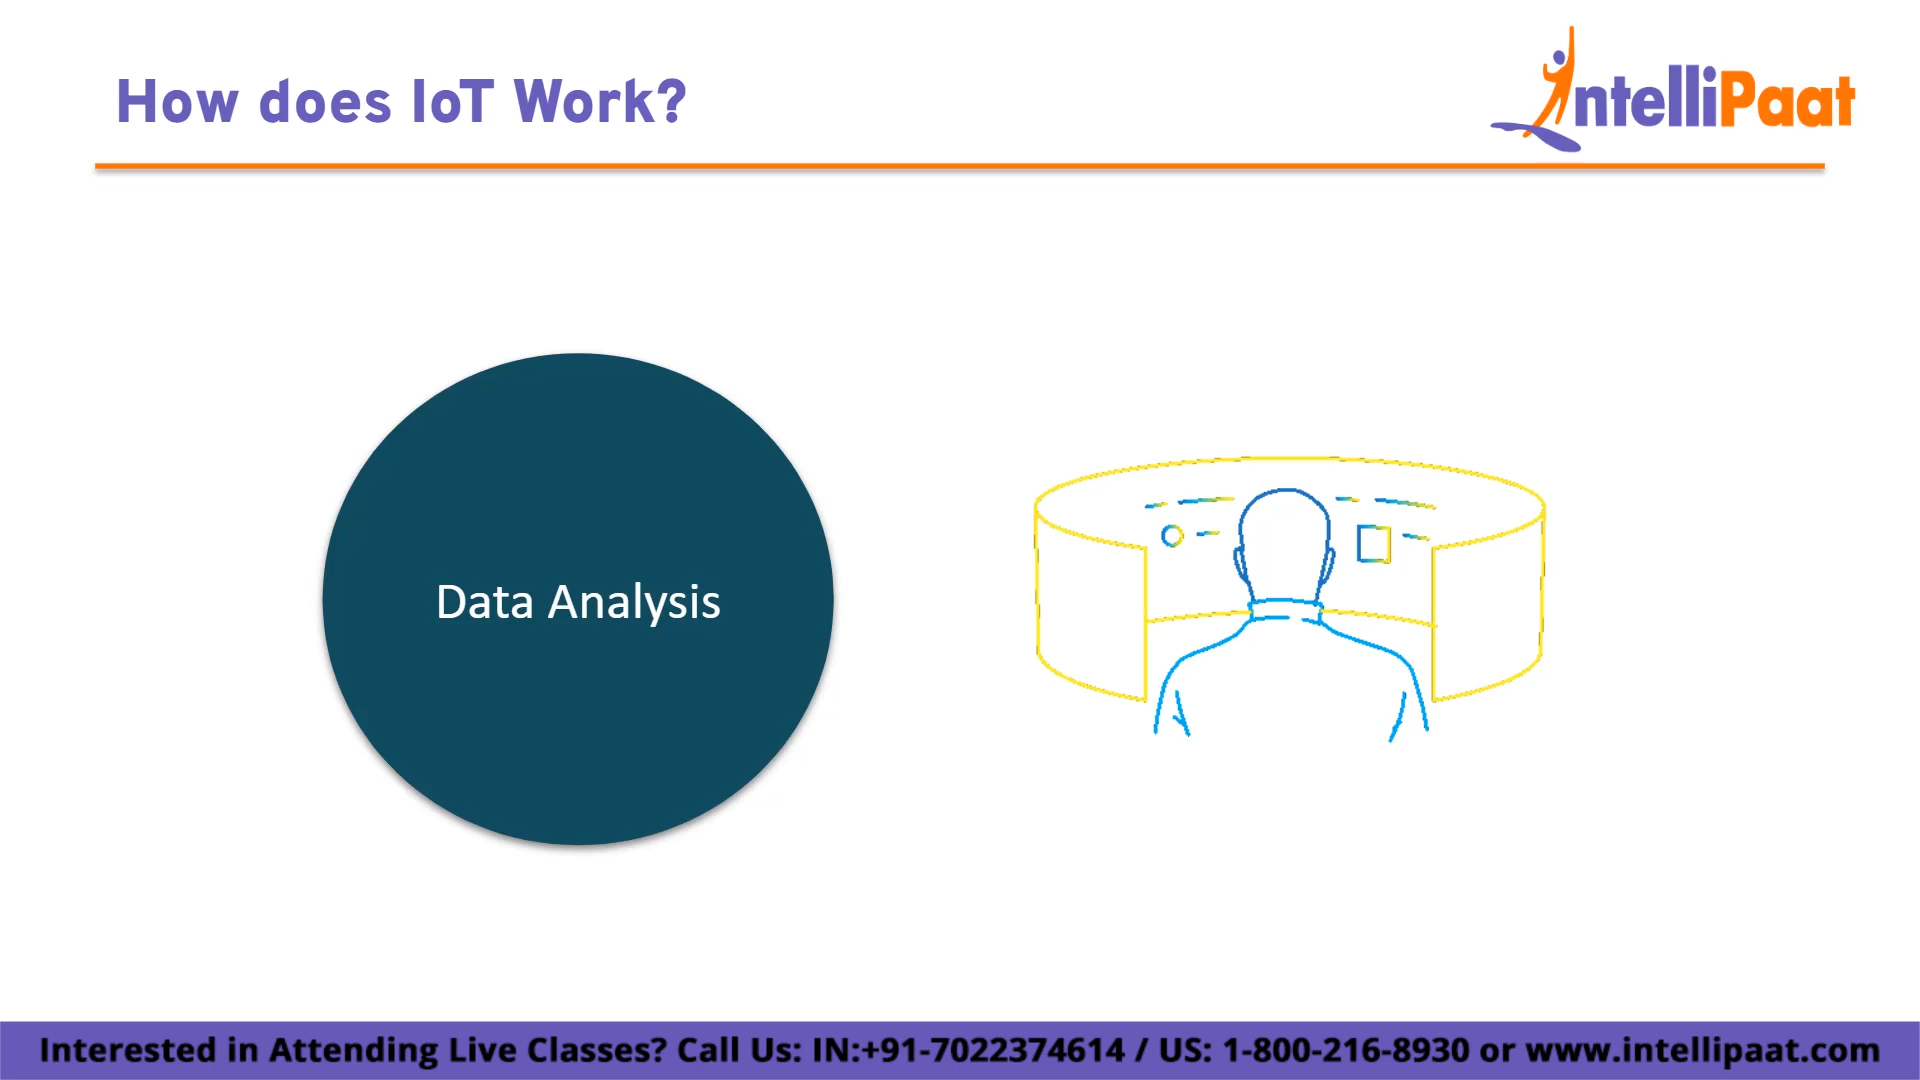 How does IoT Work?
IntelliPaat
Data Analysis
Interested in Attending Live Classes? Call Us: IN:+91-7022374614 / US: 1-800-216-8930 or www.intellipaat.com